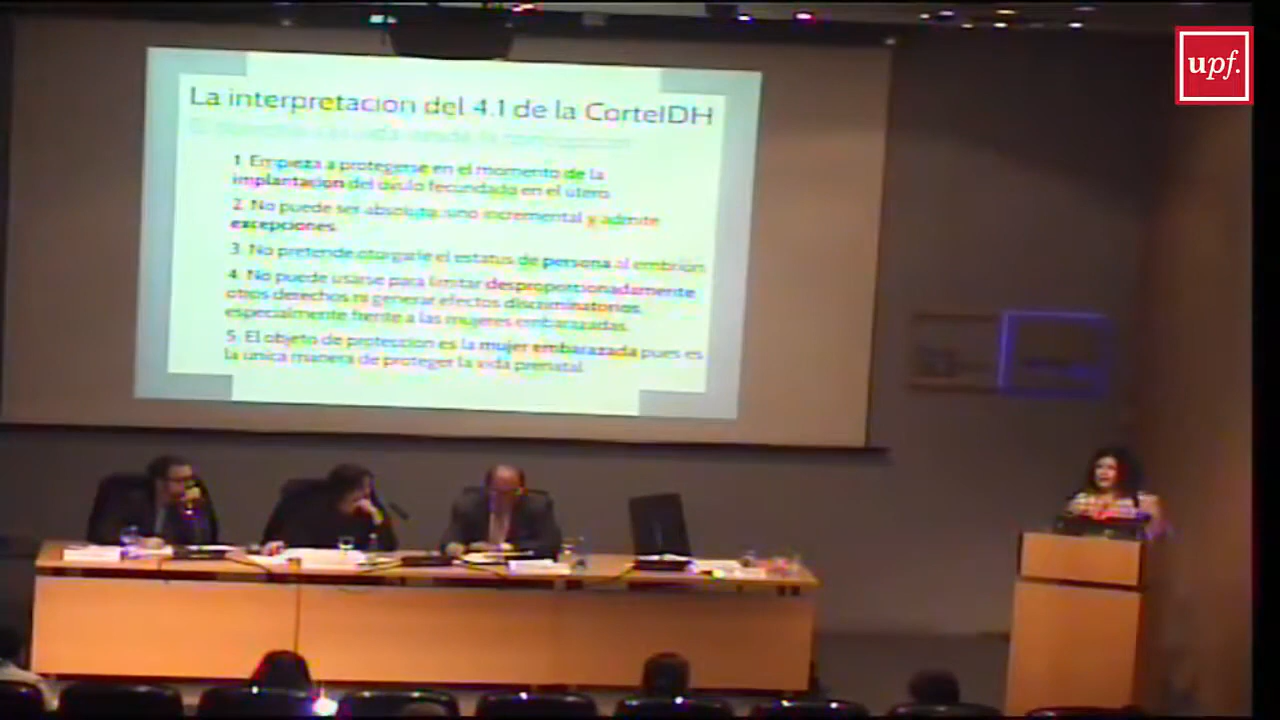 upf.
La interpretacion del 4.1 de la CorteIDH
1. Empieza a protegerse en el momento de la
implantacion del óvulo fecundado en el utero
2. No puede ser absoluta, sino incremental y admite
excepciones
3. No pretende otorgarle el estatus de persona al embrion
4. No puede usarse para limitar desproporcionadamente
otros derechos ni generar efectos discriminatorios,
especialmente frente a las mujeres embarazadas.
5. El objeto de proteccion es la mujer embarazada pues es
la unica manera de proteger la vida prenatal